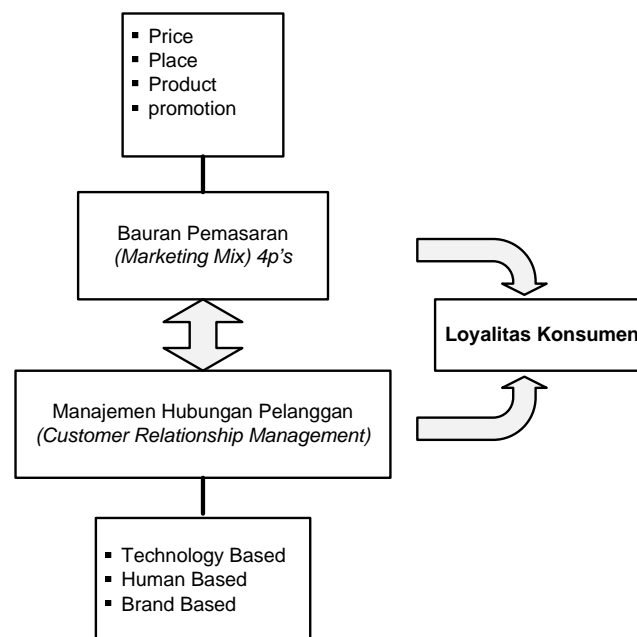 ▪ Price
▪ Place
▪ Product
▪ promotion
Bauran Pemasaran
(Marketing Mix) 4p's
Loyalitas Konsumen
Manajemen Hubungan Pelanggan
(Customer Relationship Management)
▪ Technology Based
▪ Human Based
▪ Brand Based